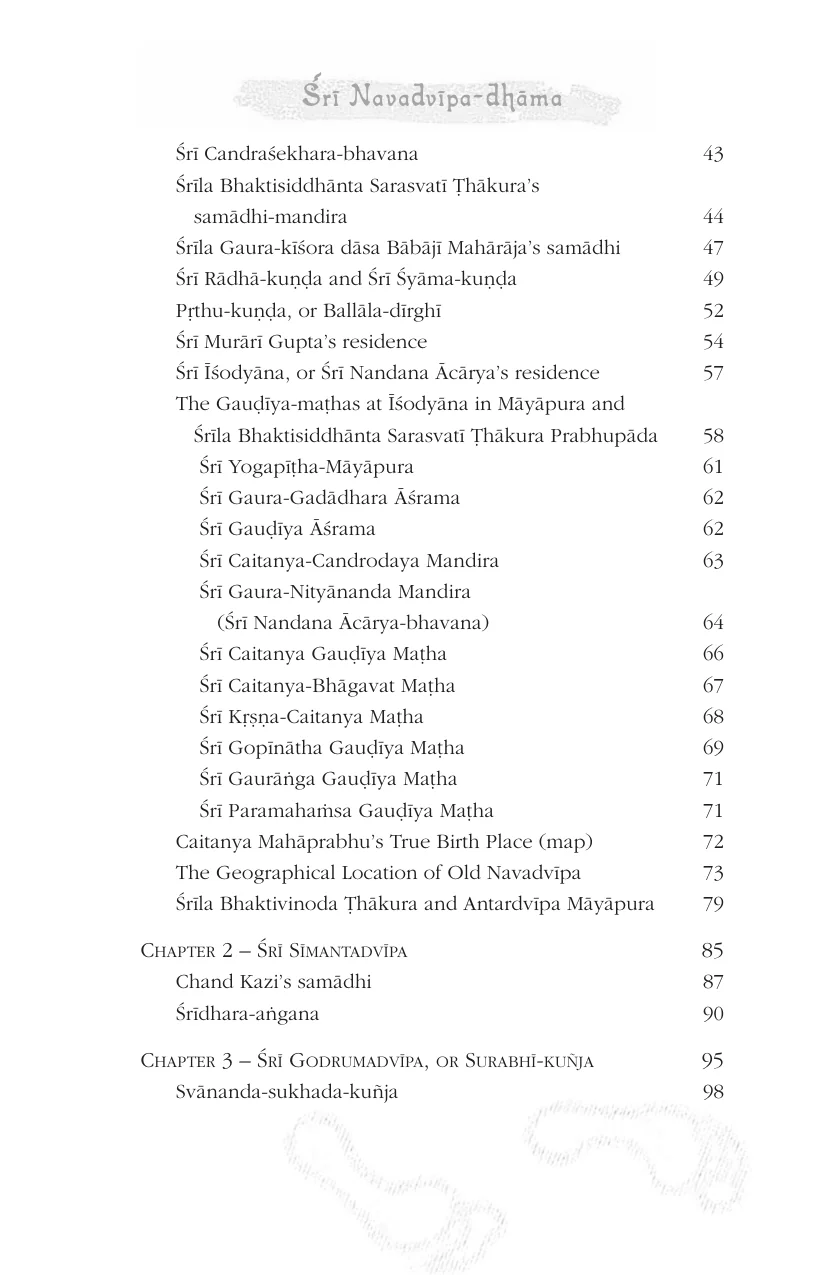 Śrī Navadvīpa-dhāma
Śrī Candraśekhara-bhavana 43
Śrīla Bhaktisiddhānta Sarasvatī Ṭhākura’s
samādhi-mandira 44
Śrīla Gaura-kīśora dāsa Bābājī Mahārāja’s samādhi 47
Śrī Rādhā-kuṇḍa and Śrī Śyāma-kuṇḍa 49
Pṛthu-kuṇḍa, or Ballāla-dīrghī 52
Śrī Murārī Gupta’s residence 54
Śrī Īśodyāna, or Śrī Nandana Ācārya’s residence 57
The Gauḍīya-maṭhas at Īśodyāna in Māyāpura and
Śrīla Bhaktisiddhānta Sarasvatī Ṭhākura Prabhupāda 58
Śrī Yogapīṭha-Māyāpura 61
Śrī Gaura-Gadādhara Āśrama 62
Śrī Gauḍīya Āśrama 62
Śrī Caitanya-Candrodaya Mandira 63
Śrī Gaura-Nityānanda Mandira
(Śrī Nandana Ācārya-bhavana) 64
Śrī Caitanya Gauḍīya Maṭha 66
Śrī Caitanya-Bhāgavat Maṭha 67
Śrī Kṛṣṇa-Caitanya Maṭha 68
Śrī Gopīnātha Gauḍīya Maṭha 69
Śrī Gaurāṅga Gauḍīya Maṭha 71
Śrī Paramahaṁsa Gauḍīya Maṭha 71
Caitanya Mahāprabhu’s True Birth Place (map) 72
The Geographical Location of Old Navadvīpa 73
Śrīla Bhaktivinoda Ṭhākura and Antardvīpa Māyāpura 79
Chapter 2 – Śrī Sīmantadvīpa 85
Chand Kazi’s samādhi 87
Śrīdhara-aṅgana 90
Chapter 3 – Śrī Godrumadvīpa, or Surabhī-kuñja 95
Svānanda-sukhada-kuñja 98